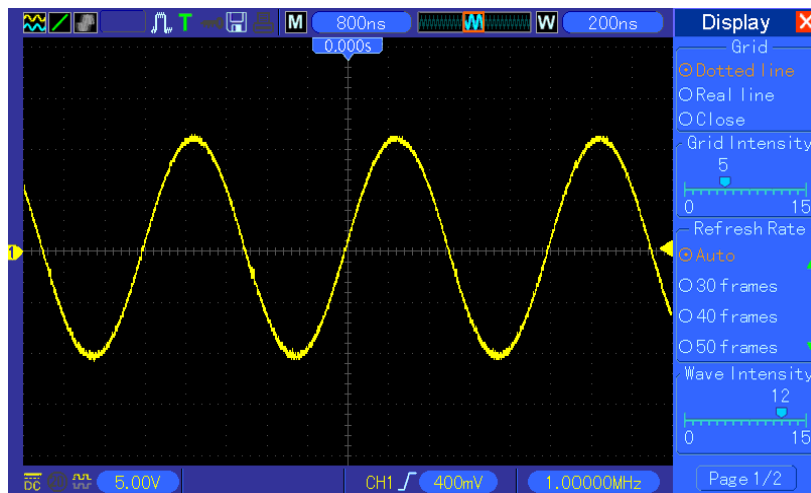 T M 800ns W 200ns Display X
0.000s
Grid
Dotted line
Real line
Close
Grid Intensity
5
0 15
Refresh Rate
Auto
1
30 frames
40 frames
50 frames
Wave Intensity
12
0 15
DC 5.00V CH1 400mV 1.00000MHz
Page 1/2